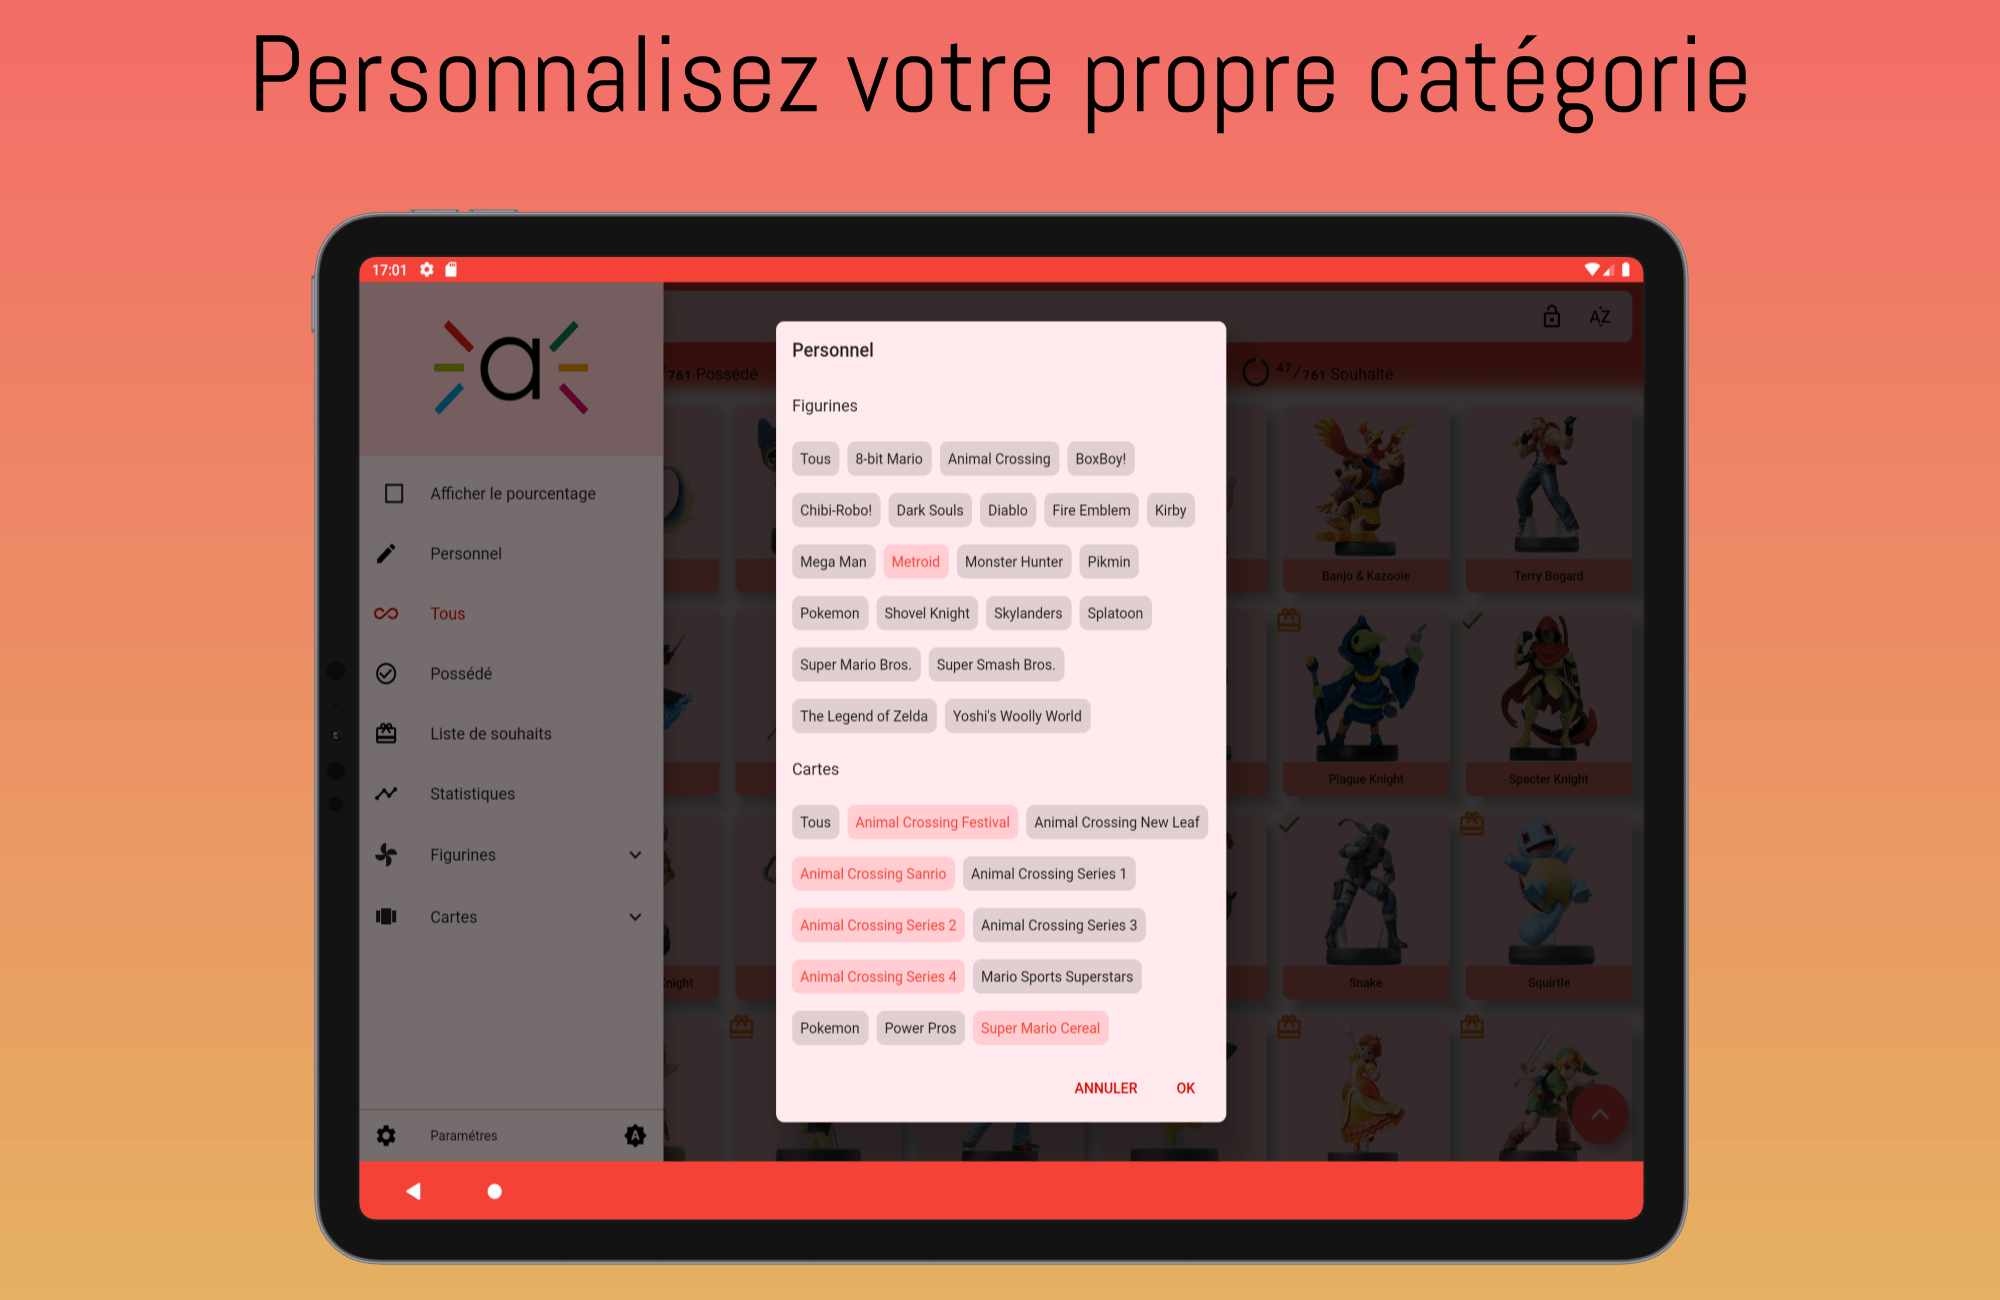 Personnalisez votre propre catégorie
17:01
a
AZ
/761 Possédé
47/761 Souhaité
Afficher le pourcentage
Personnel
Tous
Possédé
Liste de souhaits
Statistiques
Figurines
Cartes
Paramétres
A
Personnel
Figurines
Tous 8-bit Mario Animal Crossing BoxBoy!
Chibi-Robo! Dark Souls Diablo Fire Emblem Kirby
Mega Man Metroid Monster Hunter Pikmin
Pokemon Shovel Knight Skylanders Splatoon
Super Mario Bros. Super Smash Bros.
The Legend of Zelda Yoshi's Woolly World
Cartes
Tous Animal Crossing Festival Animal Crossing New Leaf
Animal Crossing Sanrio Animal Crossing Series 1
Animal Crossing Series 2 Animal Crossing Series 3
Animal Crossing Series 4 Mario Sports Superstars
Pokemon Power Pros Super Mario Cereal
ANNULER OK
Banjo & Kazooie Terry Bogard
Plague Knight Specter Knight
Snake Squirtle